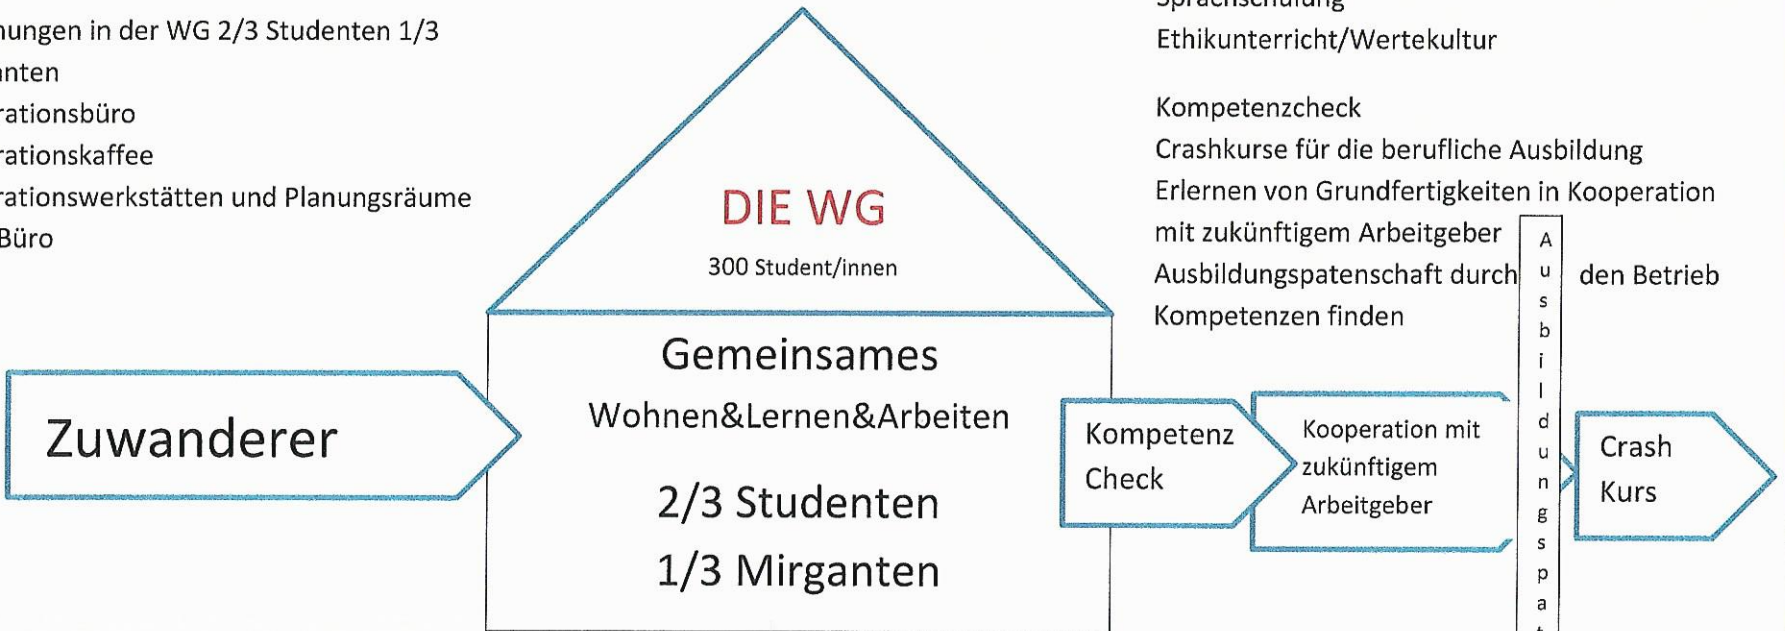 nungen in der WG 2/3 Studenten 1/3
anten
rationsbüro
rationskaffee
rationswerkstätten und Planungsräume
Büro
DIE WG
300 Student/innen
Gemeinsames
Wohnen&Lernen&Arbeiten
2/3 Studenten
1/3 Mirganten
Zuwanderer
Sprachschulung
Ethikunterricht/Wertekultur
Kompetenzcheck
Crashkurse für die berufliche Ausbildung
Erlernen von Grundfertigkeiten in Kooperation
mit zukünftigem Arbeitgeber
Ausbildungspatenschaft durch den Betrieb
Kompetenzen finden
Kompetenz
Check
Kooperation mit
zukünftigem
Arbeitgeber
Ausbildungspat
Crash
Kurs